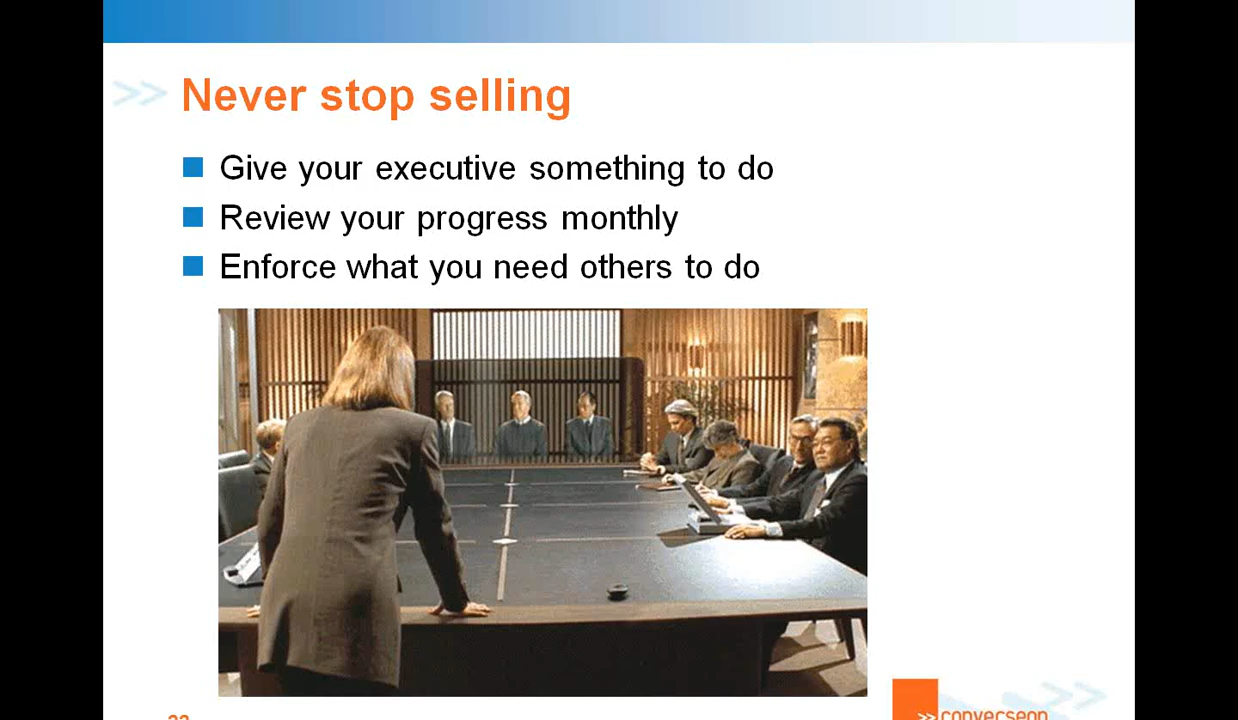 Never stop selling
Give your executive something to do
Review your progress monthly
Enforce what you need others to do
converseon